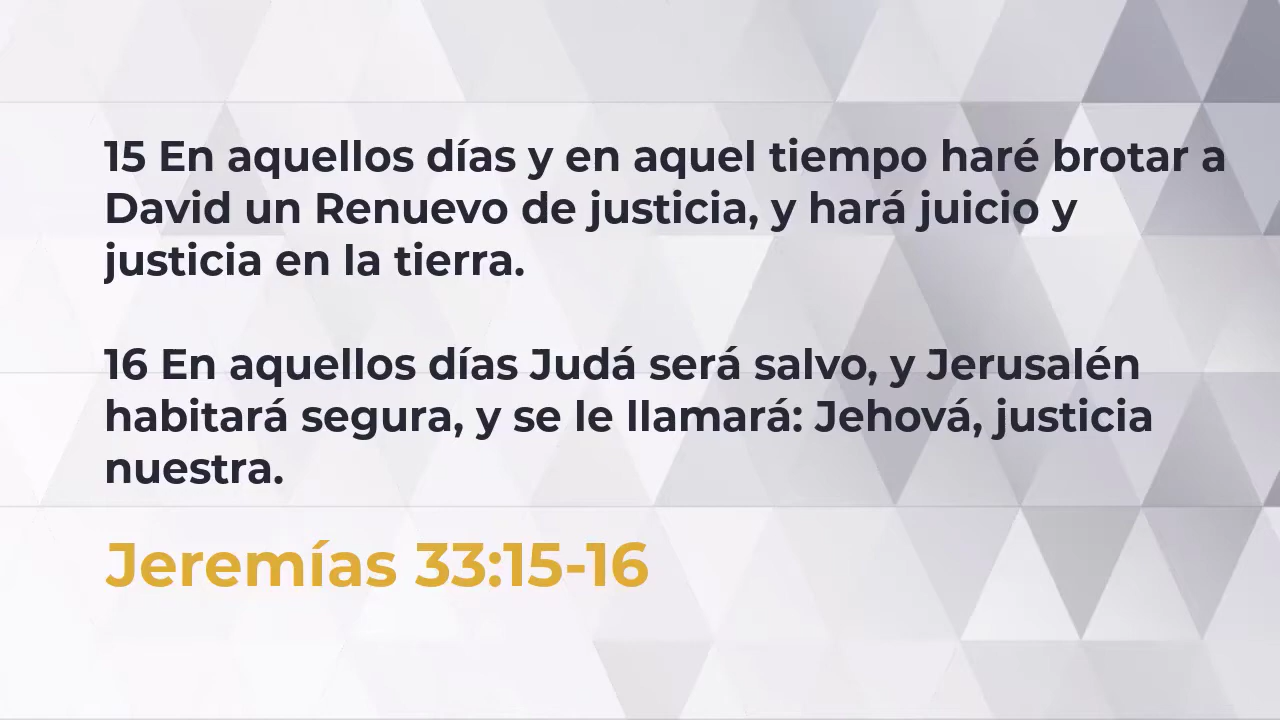 15 En aquellos días y en aquel tiempo haré brotar a
David un Renuevo de justicia, y hará juicio y
justicia en la tierra.
16 En aquellos días Judá será salvo, y Jerusalén
habitará segura, y se le llamará: Jehová, justicia
nuestra.
Jeremías 33:15-16